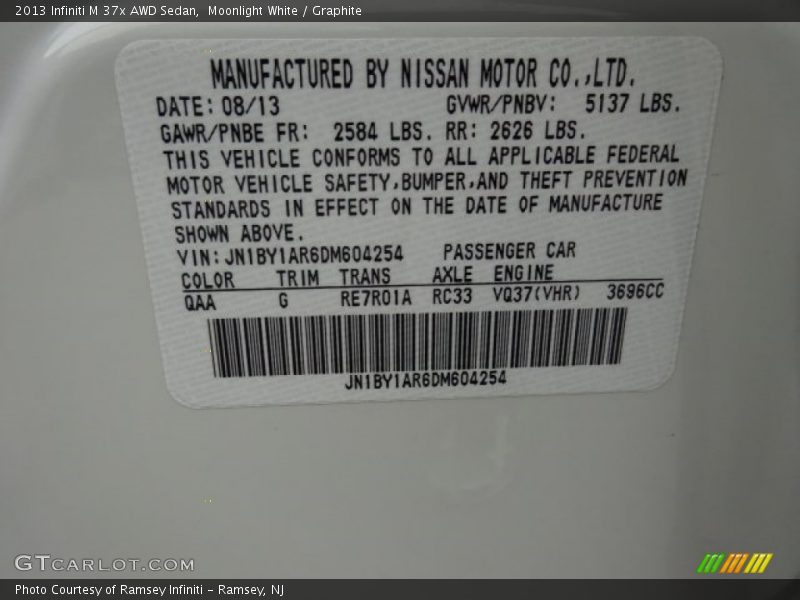 2013 Infiniti M 37x AWD Sedan,  Moonlight White / Graphite
MANUFACTURED BY NISSAN MOTOR CO.,LTD.
DATE: 08/13 GVWR/PNBV: 5137 LBS.
GAWR/PNBE FR: 2584 LBS. RR: 2626 LBS.
THIS VEHICLE CONFORMS TO ALL APPLICABLE FEDERAL
MOTOR VEHICLE SAFETY,BUMPER,AND THEFT PREVENTION
STANDARDS IN EFFECT ON THE DATE OF MANUFACTURE
SHOWN ABOVE.
VIN: JN1BY1AR6DM604254 PASSENGER CAR
COLOR TRIM TRANS AXLE ENGINE
QAA G RE7R01A RC33 VQ37(VHR) 3696CC
JN1BY1AR6DM604254
GTCARLOT.COM
Photo Courtesy of Ramsey Infiniti – Ramsey, NJ